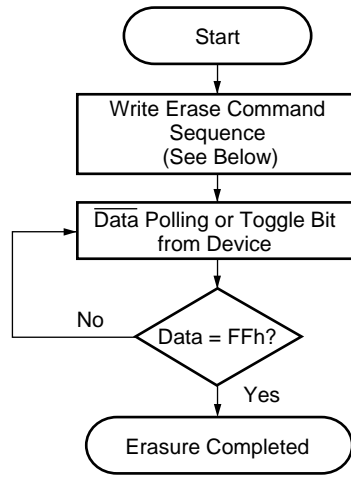 Start
Write Erase Command
Sequence
(See Below)
Data Polling or Toggle Bit
from Device
No
Data = FFh?
Yes
Erasure Completed